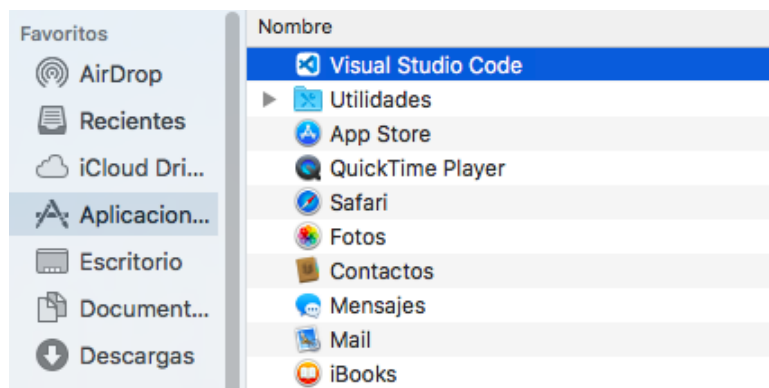 Favoritos
AirDrop
Recientes
iCloud Dri...
Aplicacion...
Escritorio
Document...
Descargas
Nombre
Visual Studio Code
Utilidades
App Store
QuickTime Player
Safari
Fotos
Contactos
Mensajes
Mail
iBooks